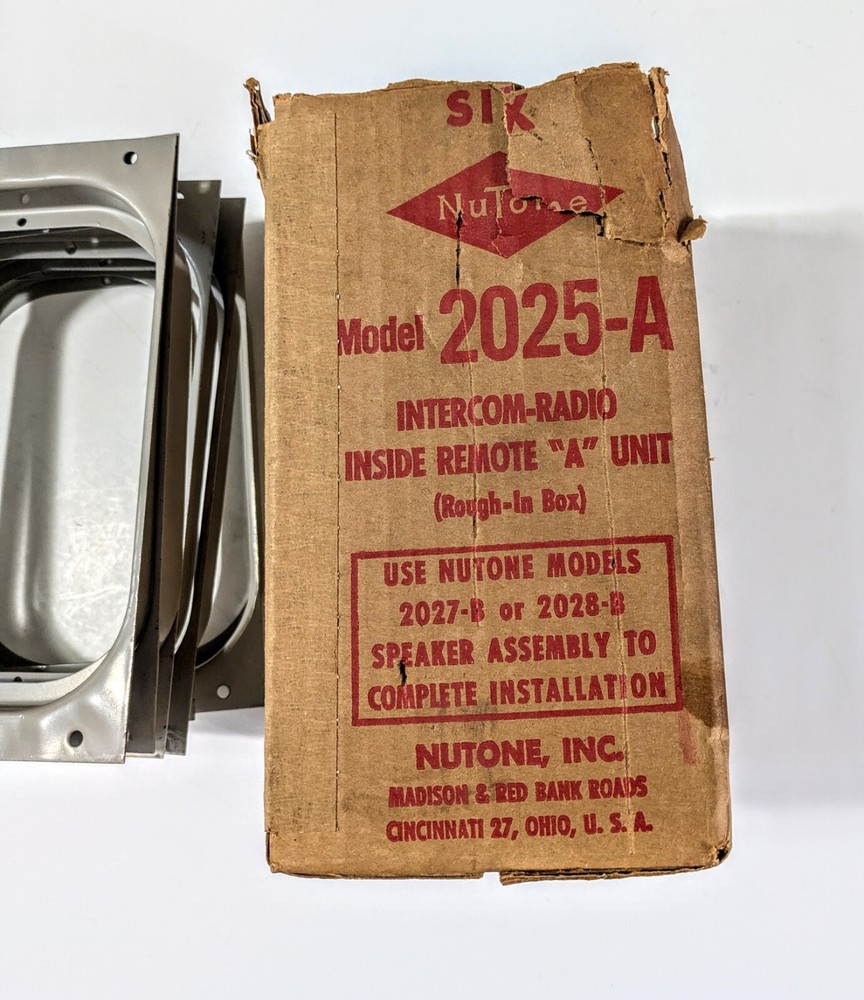 SIX
NuTone
Model 2025-A
INTERCOM-RADIO
INSIDE REMOTE "A" UNIT
(Rough-In Box)
USE NUTONE MODELS
2027-B or 2028-B
SPEAKER ASSEMBLY TO
COMPLETE INSTALLATION
NUTONE, INC.
MADISON & RED BANK ROADS
CINCINNATI 27, OHIO, U. S. A.